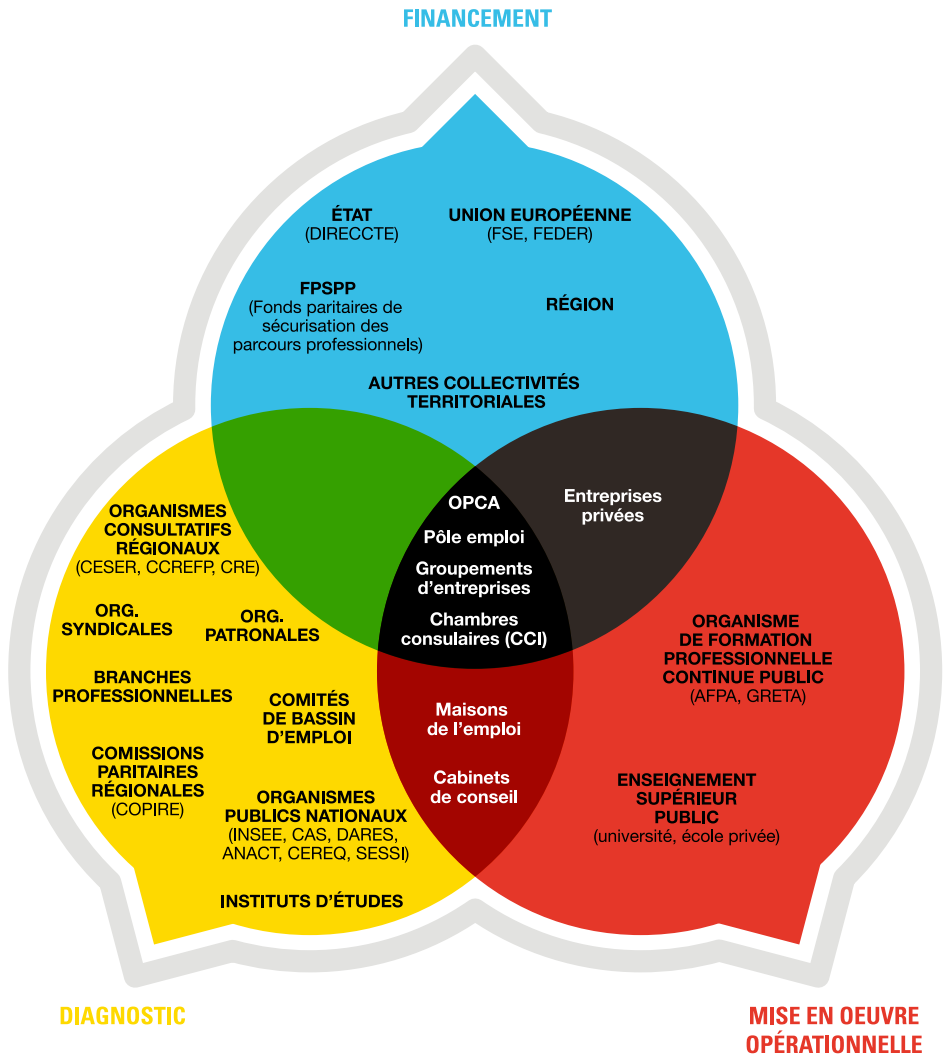 FINANCEMENT
ÉTAT
(DIRECCTE)
UNION EUROPÉENNE
(FSE, FEDER)
FPSPP
(Fonds paritaires de
sécurisation des
parcours professionnels)
RÉGION
AUTRES COLLECTIVITÉS
TERRITORIALES
OPCA
Pôle emploi
Groupements
d'entreprises
Chambres
consulaires (CCI)
Entreprises
privées
ORGANISMES
CONSULTATIFS
RÉGIONAUX
(CESER, CCREFP, CRE)
ORG.
SYNDICALES
ORG.
PATRONALES
BRANCHES
PROFESSIONNELLES
COMITÉS
DE BASSIN
D'EMPLOI
COMISSIONS
PARITAIRES
RÉGIONALES
(COPIRE)
ORGANISMES
PUBLICS NATIONAUX
(INSEE, CAS, DARES,
ANACT, CEREQ, SESSI)
INSTITUTS D'ÉTUDES
Maisons
de l'emploi
Cabinets
de conseil
ORGANISME
DE FORMATION
PROFESSIONNELLE
CONTINUE PUBLIC
(AFPA, GRETA)
ENSEIGNEMENT
SUPÉRIEUR
PUBLIC
(université, école privée)
DIAGNOSTIC
MISE EN OEUVRE
OPÉRATIONNELLE